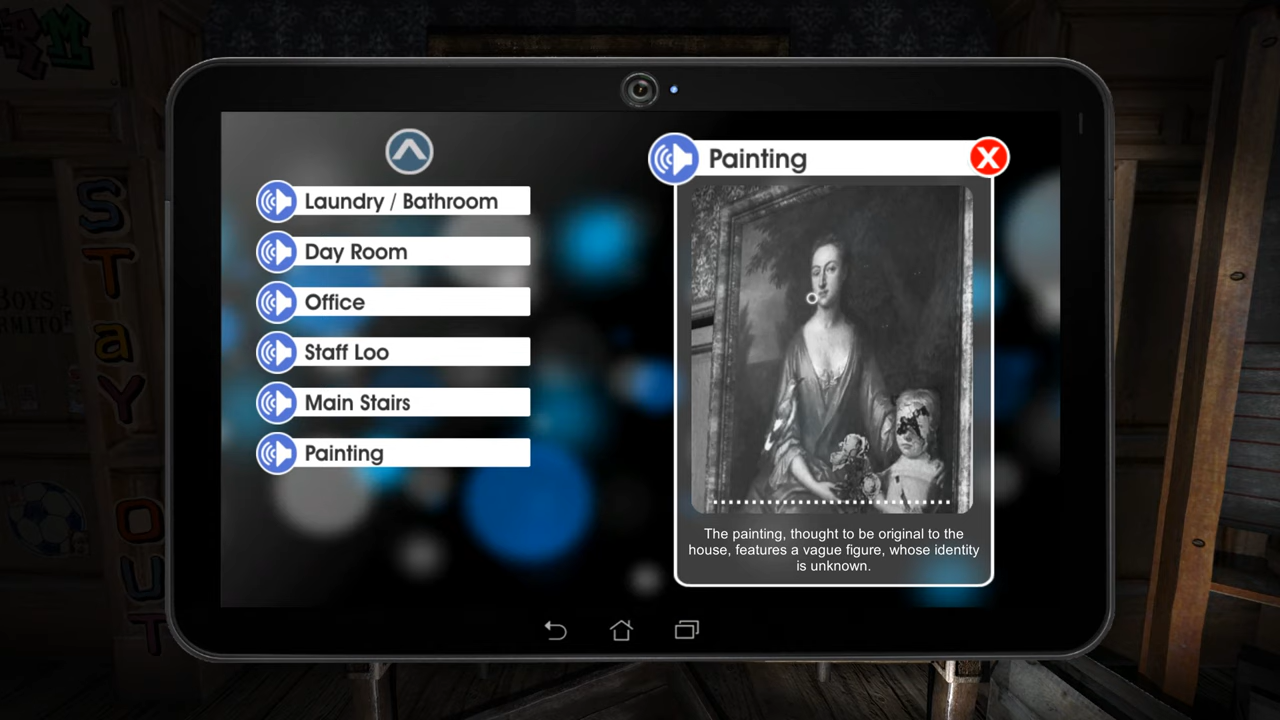 STay
OUT
BOYS
Laundry / Bathroom
Day Room
Office
Staff Loo
Main Stairs
Painting
Painting
X
The painting, thought to be original to the
house, features a vague figure, whose identity
is unknown.